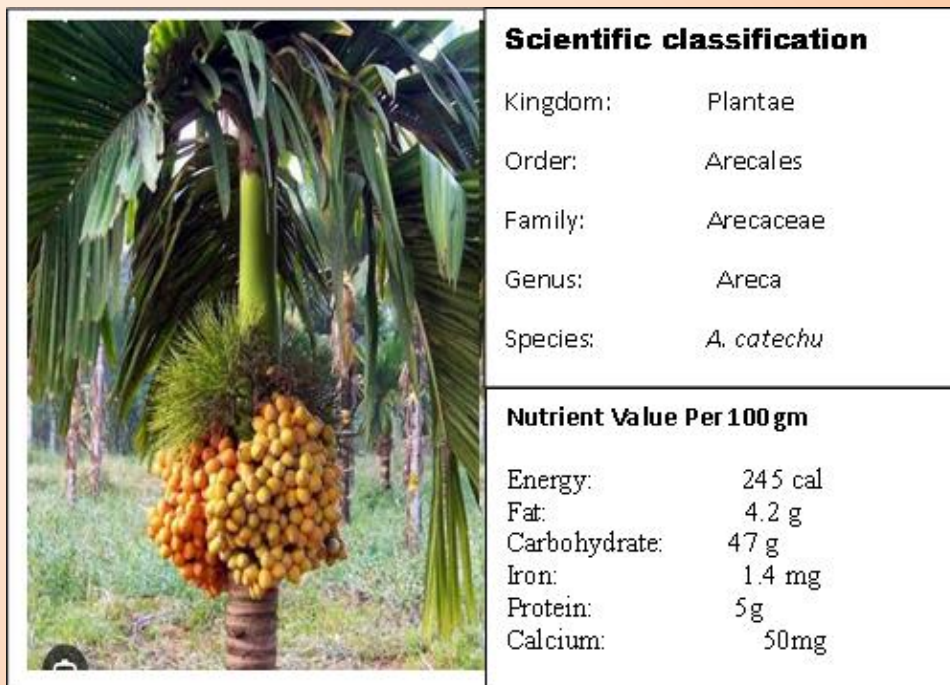 Scientific classification
Kingdom: Plantae
Order: Arecales
Family: Arecaceae
Genus: Areca
Species: A. catechu
Nutrient Value Per 100 gm
Energy: 245 cal
Fat: 4.2 g
Carbohydrate: 47 g
Iron: 1.4 mg
Protein: 5g
Calcium: 50mg